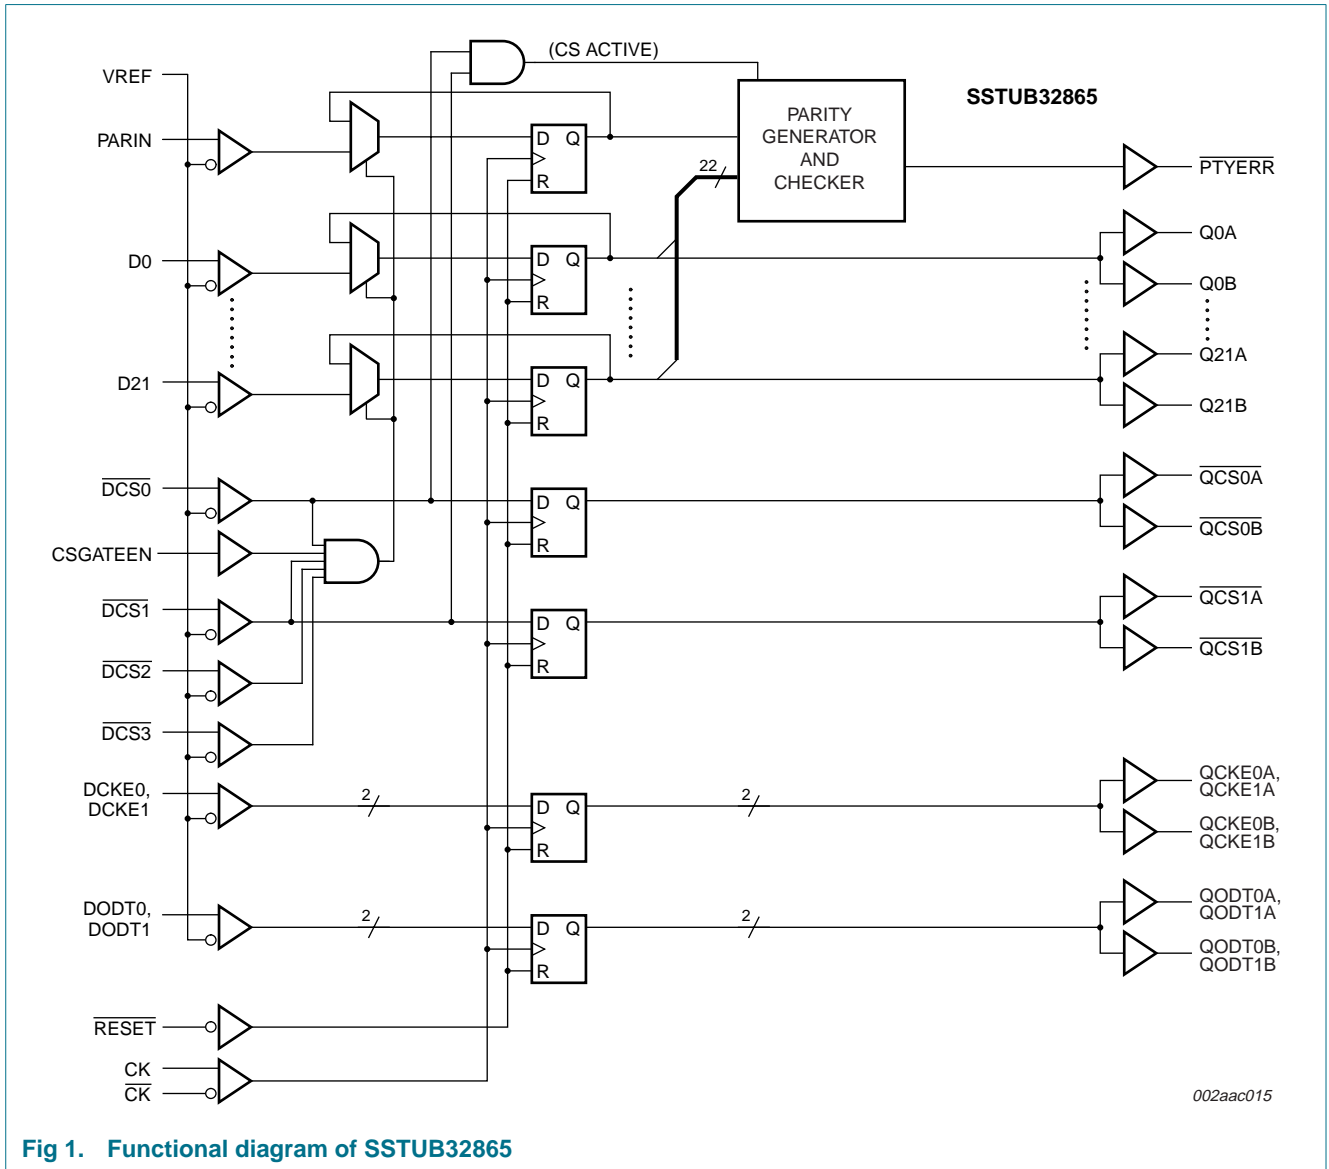 (CS ACTIVE)
VREF
SSTUB32865
PARITY
GENERATOR
AND
CHECKER
PARIN
D Q
R
22
PTYERR
Q0A
D0
D Q
R
Q0B
Q21A
D21
D Q
R
Q21B
DCS0
D Q
R
QCS0A
QCS0B
CSGATEEN
DCS1
D Q
R
QCS1A
QCS1B
DCS2
DCS3
DCKE0,
DCKE1
2
D Q
R
2
QCKE0A,
QCKE1A
QCKE0B,
QCKE1B
DODT0,
DODT1
2
D Q
R
2
QODT0A,
QODT1A
QODT0B,
QODT1B
RESET
CK
CK
002aac015
Fig 1. Functional diagram of SSTUB32865